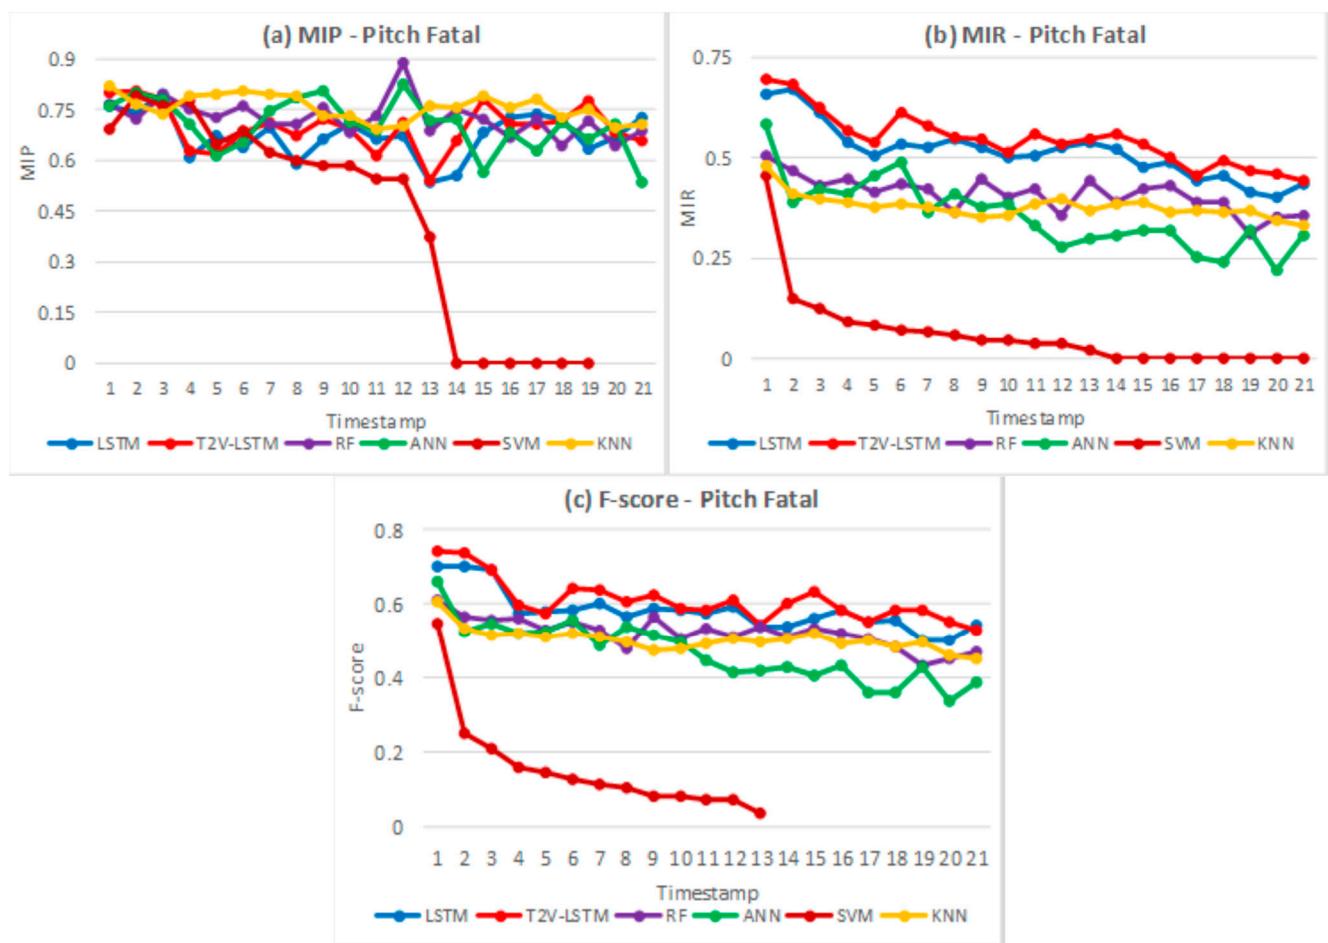 (a) MIP - Pitch Fatal
0.9
0.75
0.6
0.45
0.3
0.15
0
MIP
1 2 3 4 5 6 7 8 9 10 11 12 13 14 15 16 17 18 19 20 21
Timestamp
LSTM T2V-LSTM RF ANN SVM KNN
(b) MIR - Pitch Fatal
0.75
0.5
0.25
0
MIR
1 2 3 4 5 6 7 8 9 10 11 12 13 14 15 16 17 18 19 20 21
Timestamp
LSTM T2V-LSTM RF ANN SVM KNN
(c) F-score - Pitch Fatal
0.8
0.6
0.4
0.2
0
F-score
1 2 3 4 5 6 7 8 9 10 11 12 13 14 15 16 17 18 19 20 21
Timestamp
LSTM T2V-LSTM RF ANN SVM KNN